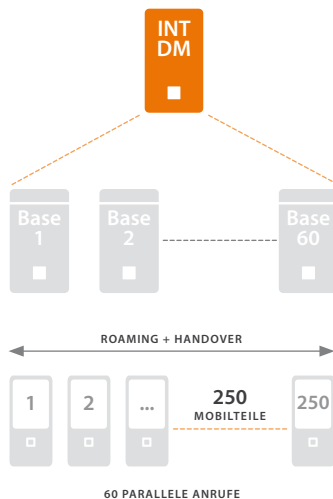 INT
DM
Base
1
Base
2
Base
60
ROAMING + HANDOVER
1
2
...
250
MOBILTEILE
250
60 PARALLELE ANRUFE